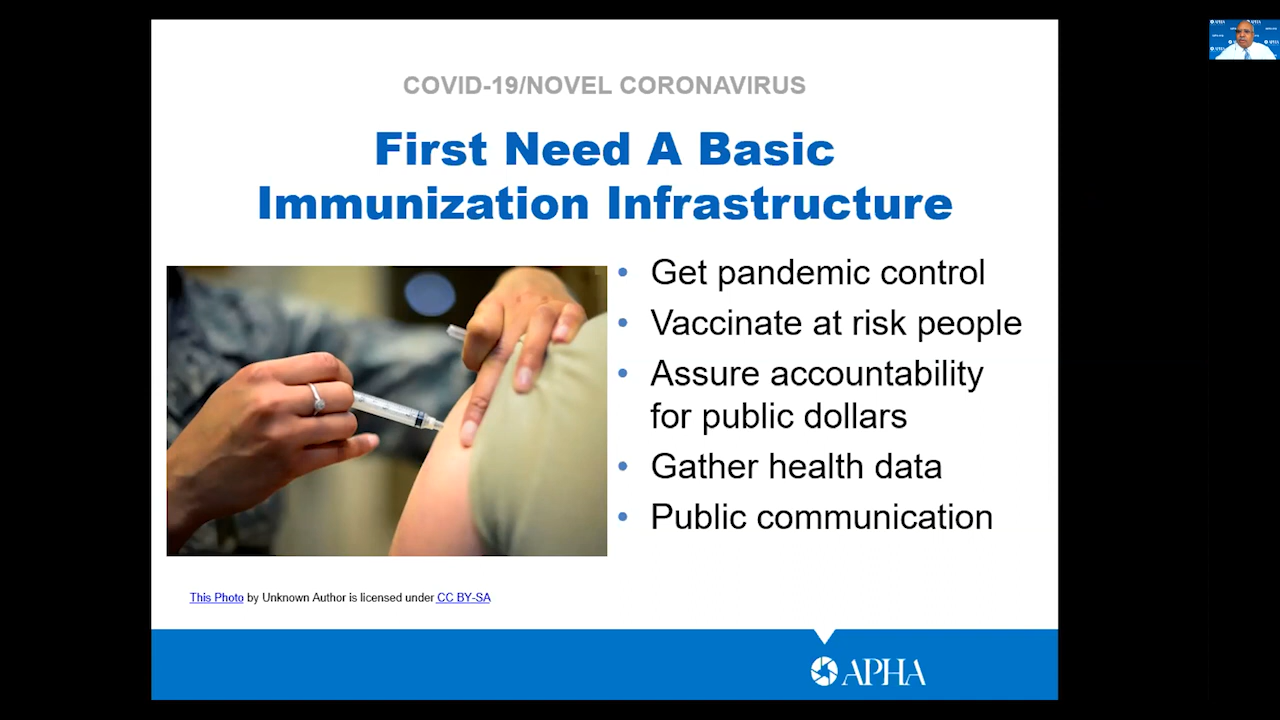 COVID-19/NOVEL CORONAVIRUS
First Need A Basic
Immunization Infrastructure
• Get pandemic control
• Vaccinate at risk people
• Assure accountability
for public dollars
• Gather health data
• Public communication
This Photo by Unknown Author is licensed under CC BY-SA
APHA
APHA
APHA